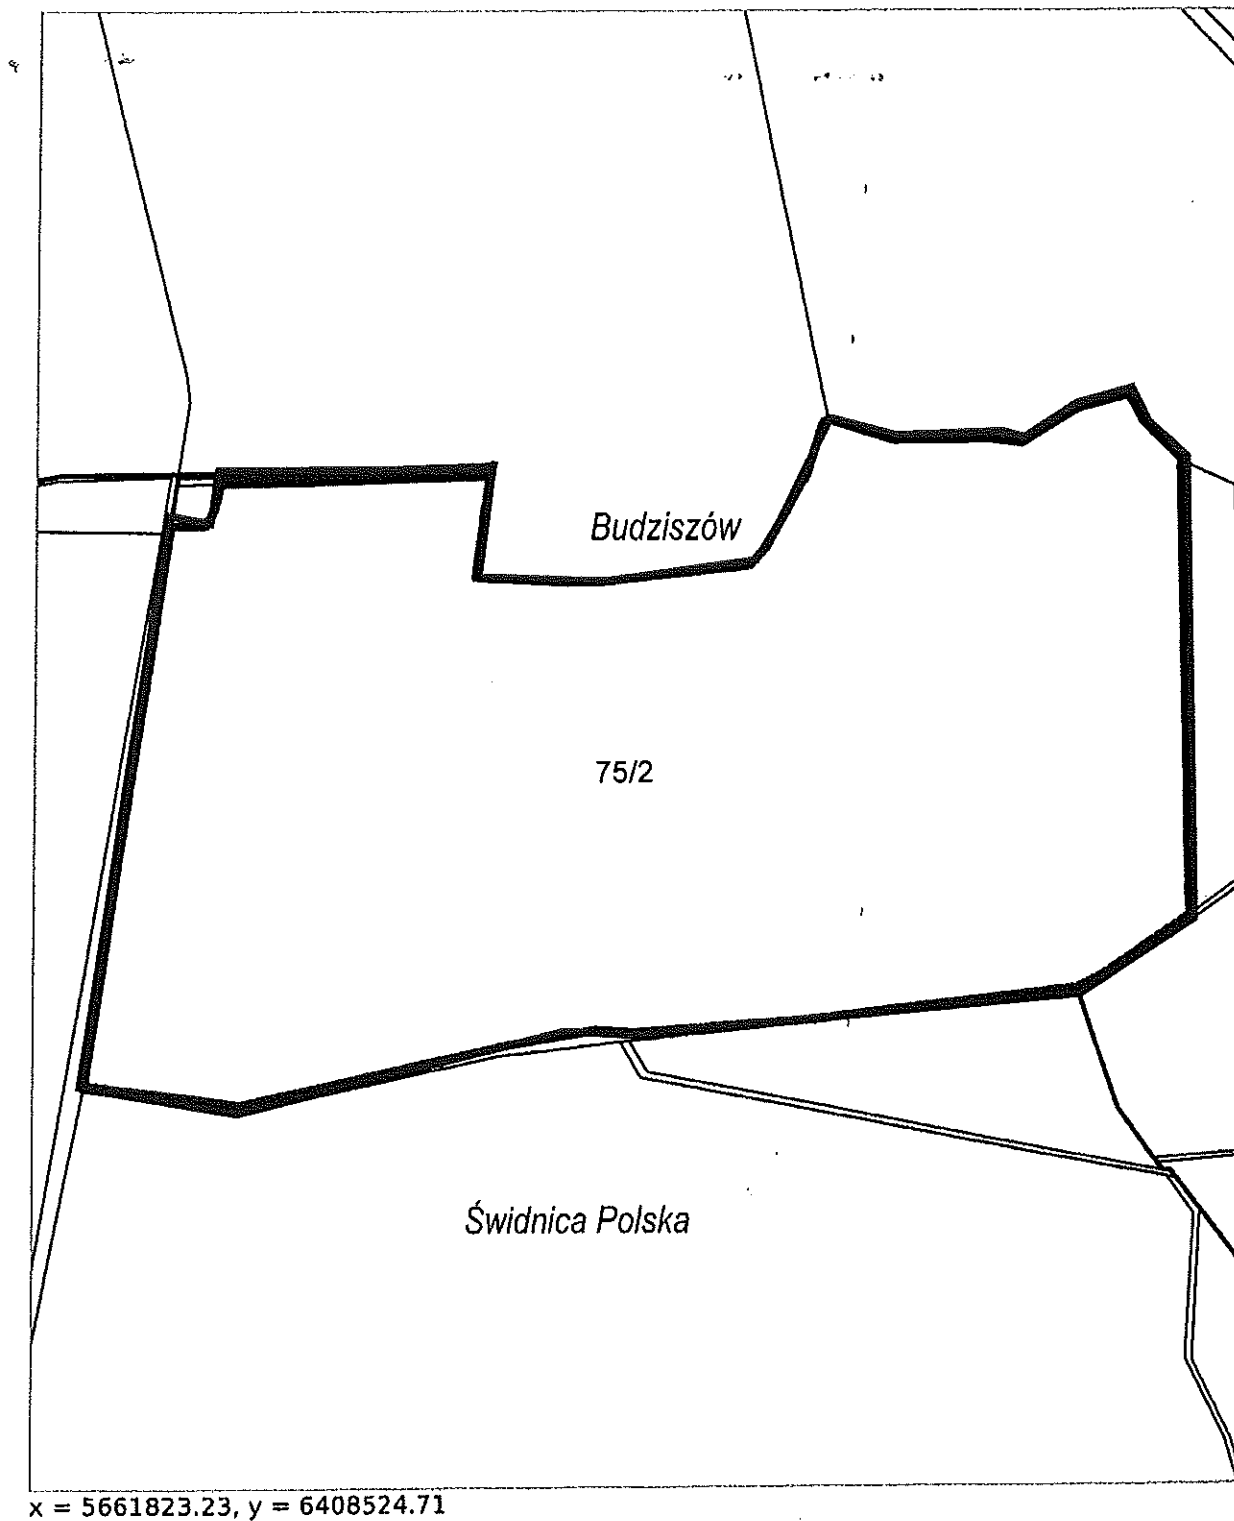 Budziszów
75/2
Świdnica Polska
x = 5661823.23, y = 6408524.71